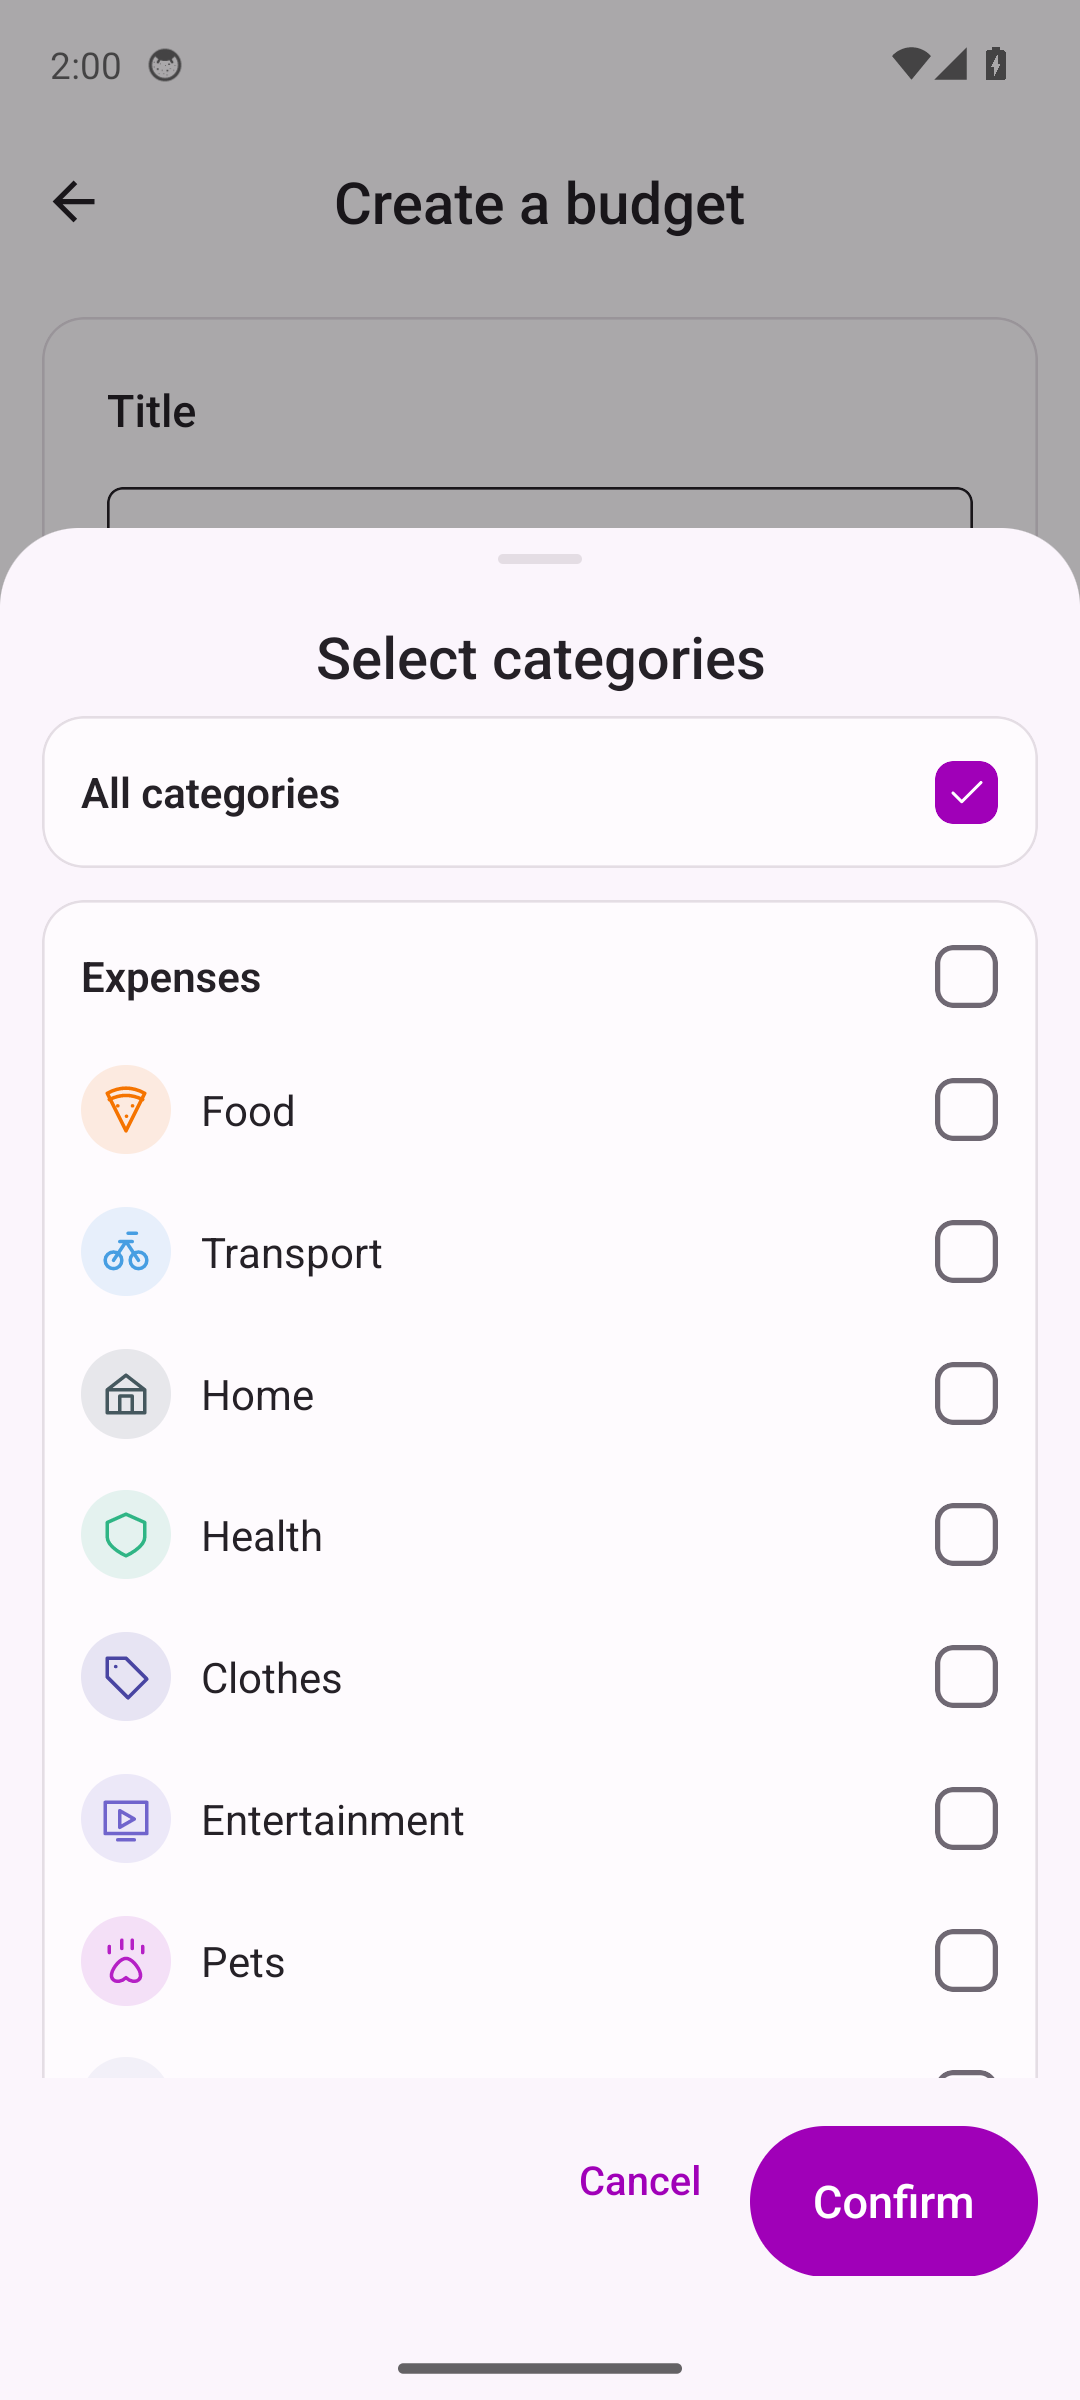 2:00
Create a budget
Title
Select categories
All categories
Expenses
Food
Transport
Home
Health
Clothes
Entertainment
Pets
Cancel
Confirm